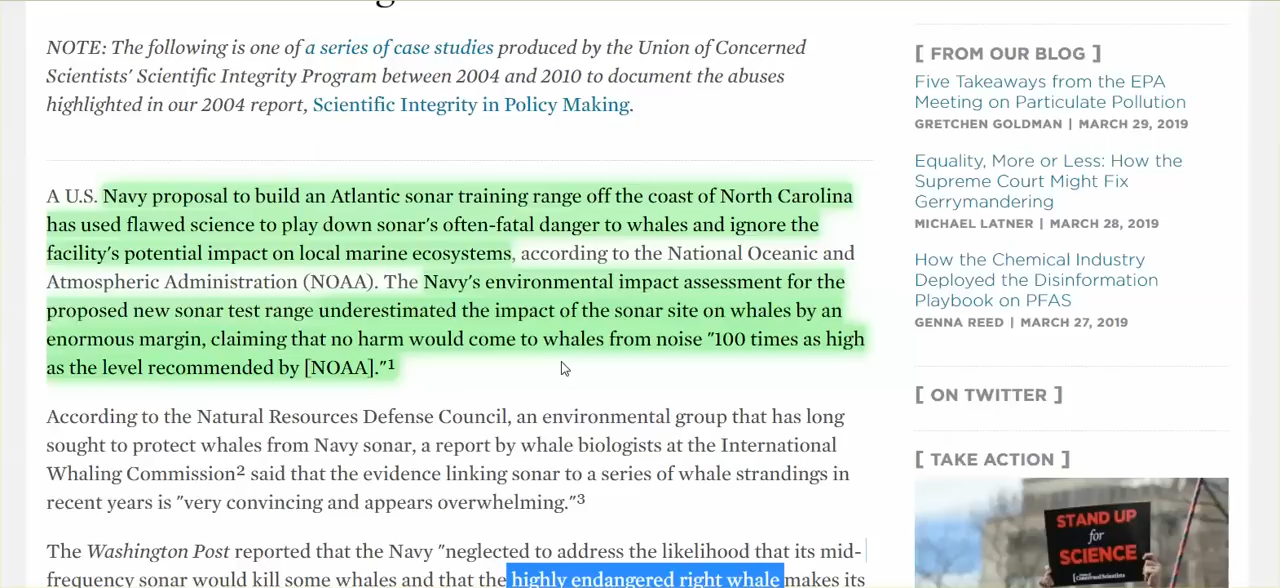 NOTE: The following is one of a series of case studies produced by the Union of Concerned
Scientists' Scientific Integrity Program between 2004 and 2010 to document the abuses
highlighted in our 2004 report, Scientific Integrity in Policy Making.
A U.S. Navy proposal to build an Atlantic sonar training range off the coast of North Carolina
has used flawed science to play down sonar's often-fatal danger to whales and ignore the
facility's potential impact on local marine ecosystems, according to the National Oceanic and
Atmospheric Administration (NOAA). The Navy's environmental impact assessment for the
proposed new sonar test range underestimated the impact of the sonar site on whales by an
enormous margin, claiming that no harm would come to whales from noise "100 times as high
as the level recommended by [NOAA]."¹
According to the Natural Resources Defense Council, an environmental group that has long
sought to protect whales from Navy sonar, a report by whale biologists at the International
Whaling Commission² said that the evidence linking sonar to a series of whale strandings in
recent years is "very convincing and appears overwhelming."³
The Washington Post reported that the Navy "neglected to address the likelihood that its mid-
frequency sonar would kill some whales and that the highly endangered right whale makes its
[ FROM OUR BLOG ]
Five Takeaways from the EPA
Meeting on Particulate Pollution
GRETCHEN GOLDMAN | MARCH 29, 2019
Equality, More or Less: How the
Supreme Court Might Fix
Gerrymandering
MICHAEL LATNER | MARCH 28, 2019
How the Chemical Industry
Deployed the Disinformation
Playbook on PFAS
GENNA REED | MARCH 27, 2019
[ ON TWITTER ]
[ TAKE ACTION ]
STAND UP
for
SCIENCE